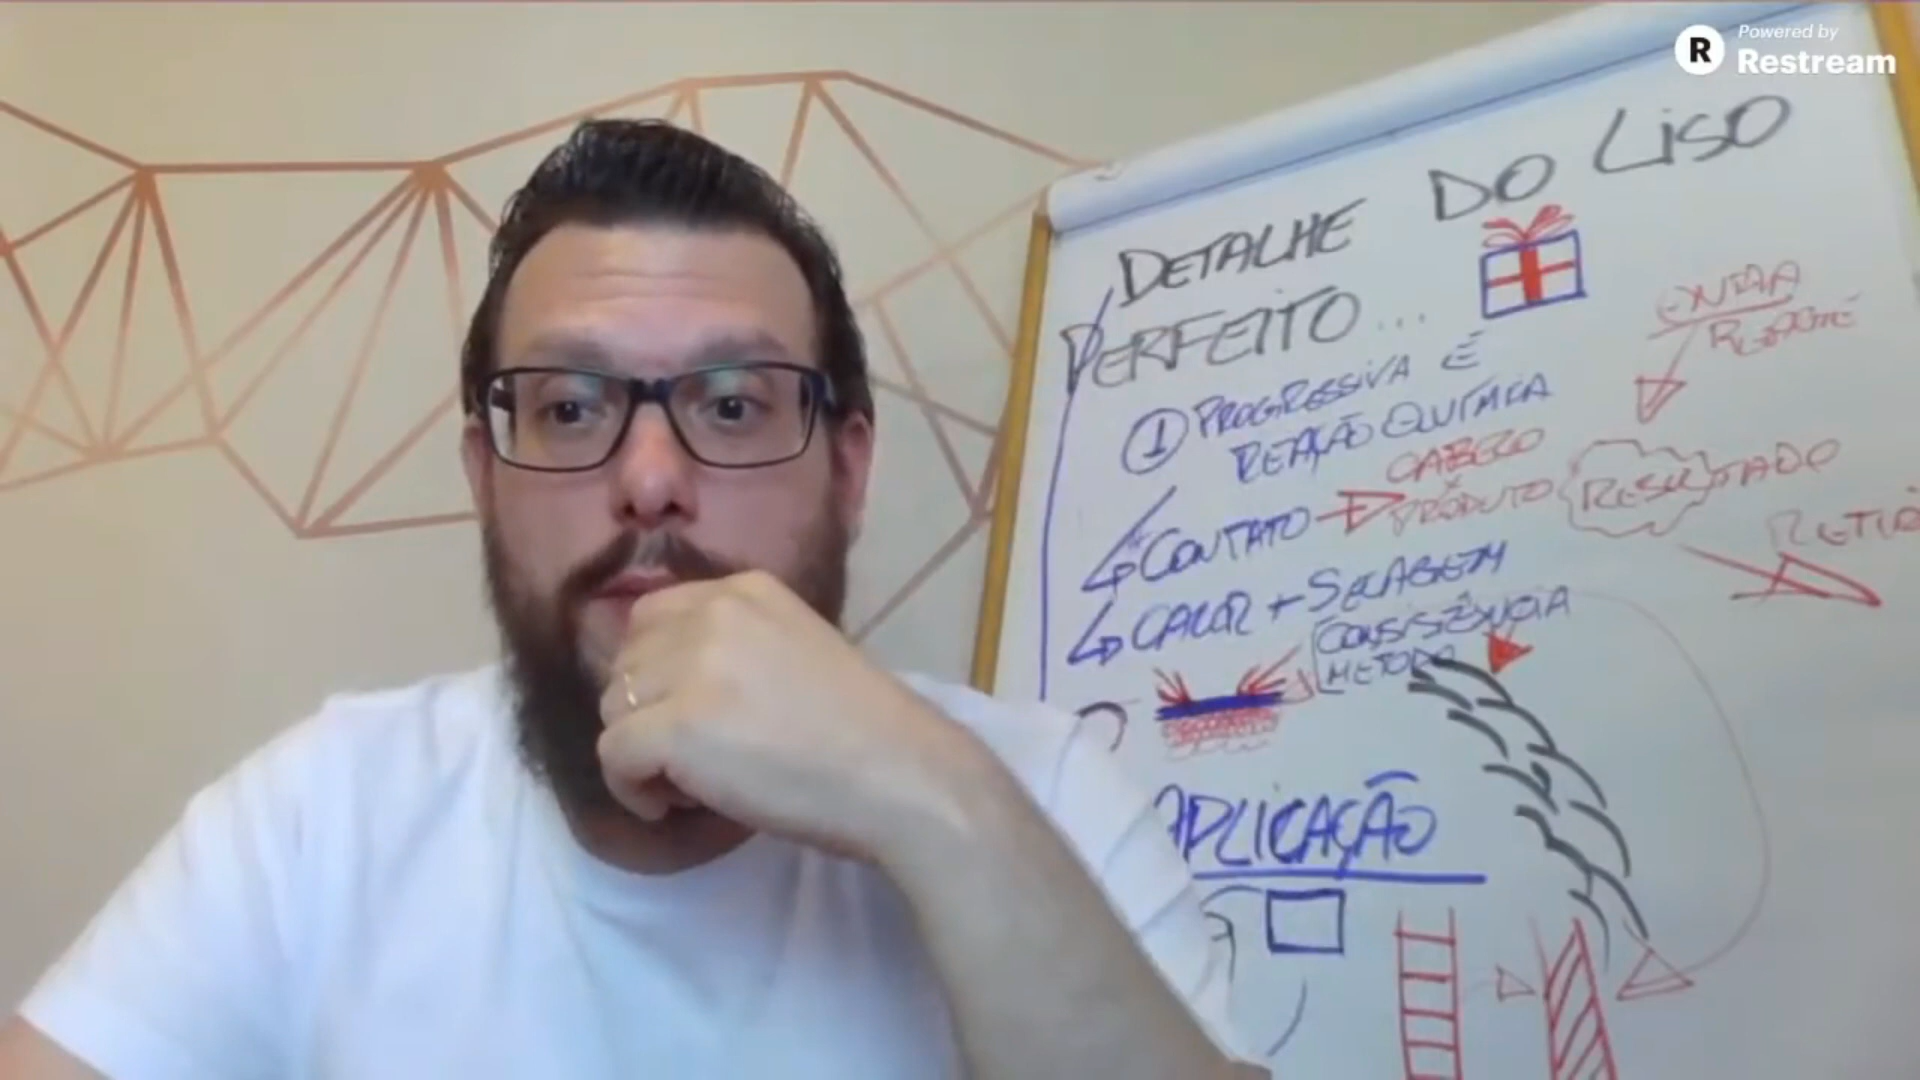 Powered by
R Restream
DETALHE DO LISO
PERFEITO...
① PROGRESSIVA É
REAÇÃO QUÍMICA
CABELO
CONTATO PRODUTO RESULTADO
CALOR + SELAGEM
CONSISTÊNCIA
METODO
APLICAÇÃO